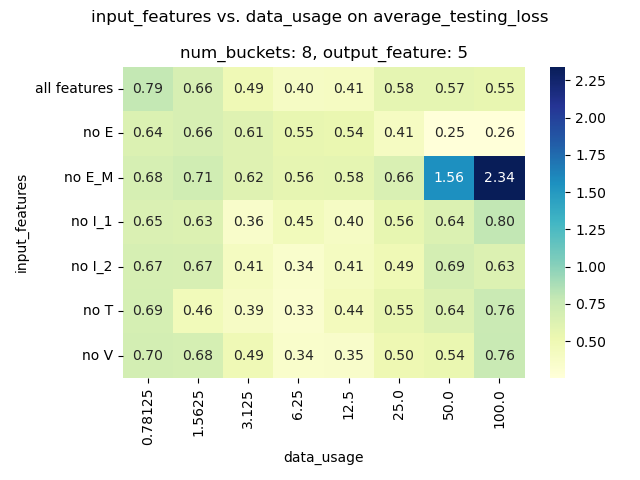 input_features vs. data_usage on average_testing_loss
num_buckets: 8, output_feature: 5
all features 0.79 0.66 0.49 0.40 0.41 0.58 0.57 0.55
no E 0.64 0.66 0.61 0.55 0.54 0.41 0.25 0.26
no E_M 0.68 0.71 0.62 0.56 0.58 0.66 1.56 2.34
no I_1 0.65 0.63 0.36 0.45 0.40 0.56 0.64 0.80
no I_2 0.67 0.67 0.41 0.34 0.41 0.49 0.69 0.63
no T 0.69 0.46 0.39 0.33 0.44 0.55 0.64 0.76
no V 0.70 0.68 0.49 0.34 0.35 0.50 0.54 0.76
0.78125 1.5625 3.125 6.25 12.5 25.0 50.0 100.0
data_usage
input_features
2.25
2.00
1.75
1.50
1.25
1.00
0.75
0.50